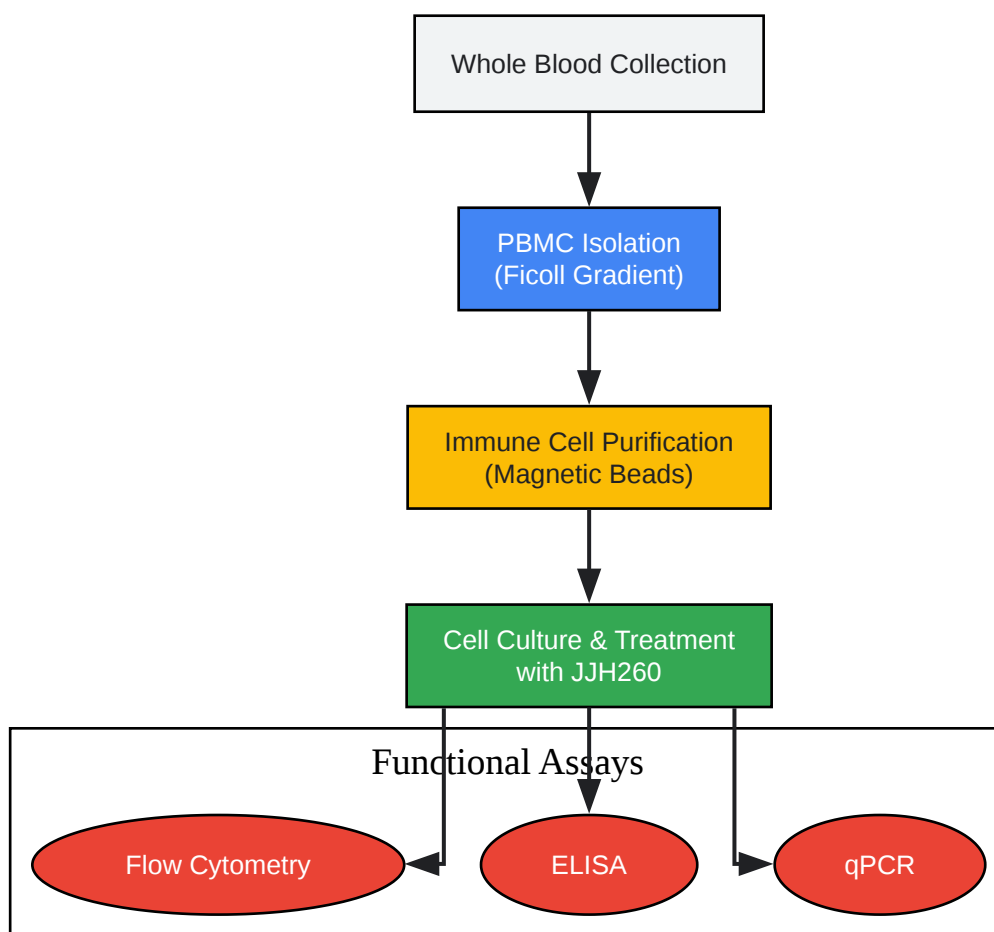 Whole Blood Collection
PBMC Isolation
(Ficoll Gradient)
Immune Cell Purification
(Magnetic Beads)
Cell Culture & Treatment
with JJH260
Functional Assays
Flow Cytometry
ELISA
qPCR